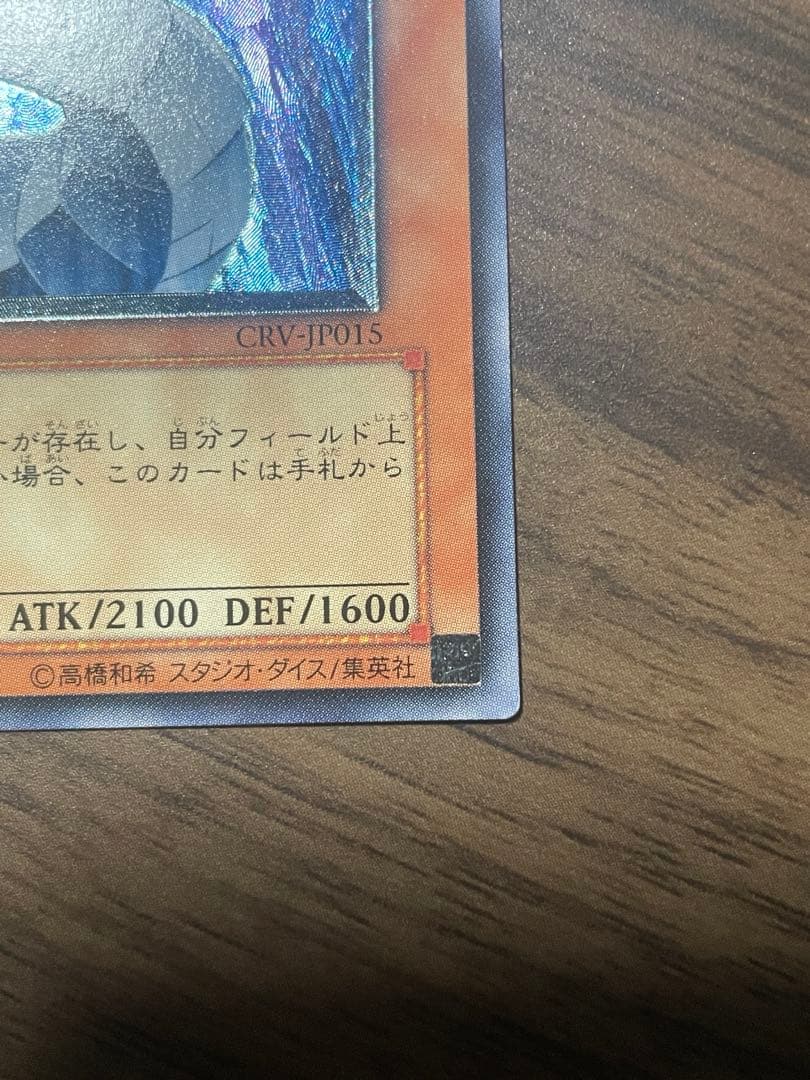 CRV-JP015
が存在し、自分フィールド上
場合、このカードは手札から
ATK/2100 DEF/1600
©高橋和希 スタジオ・ダイス/集英社